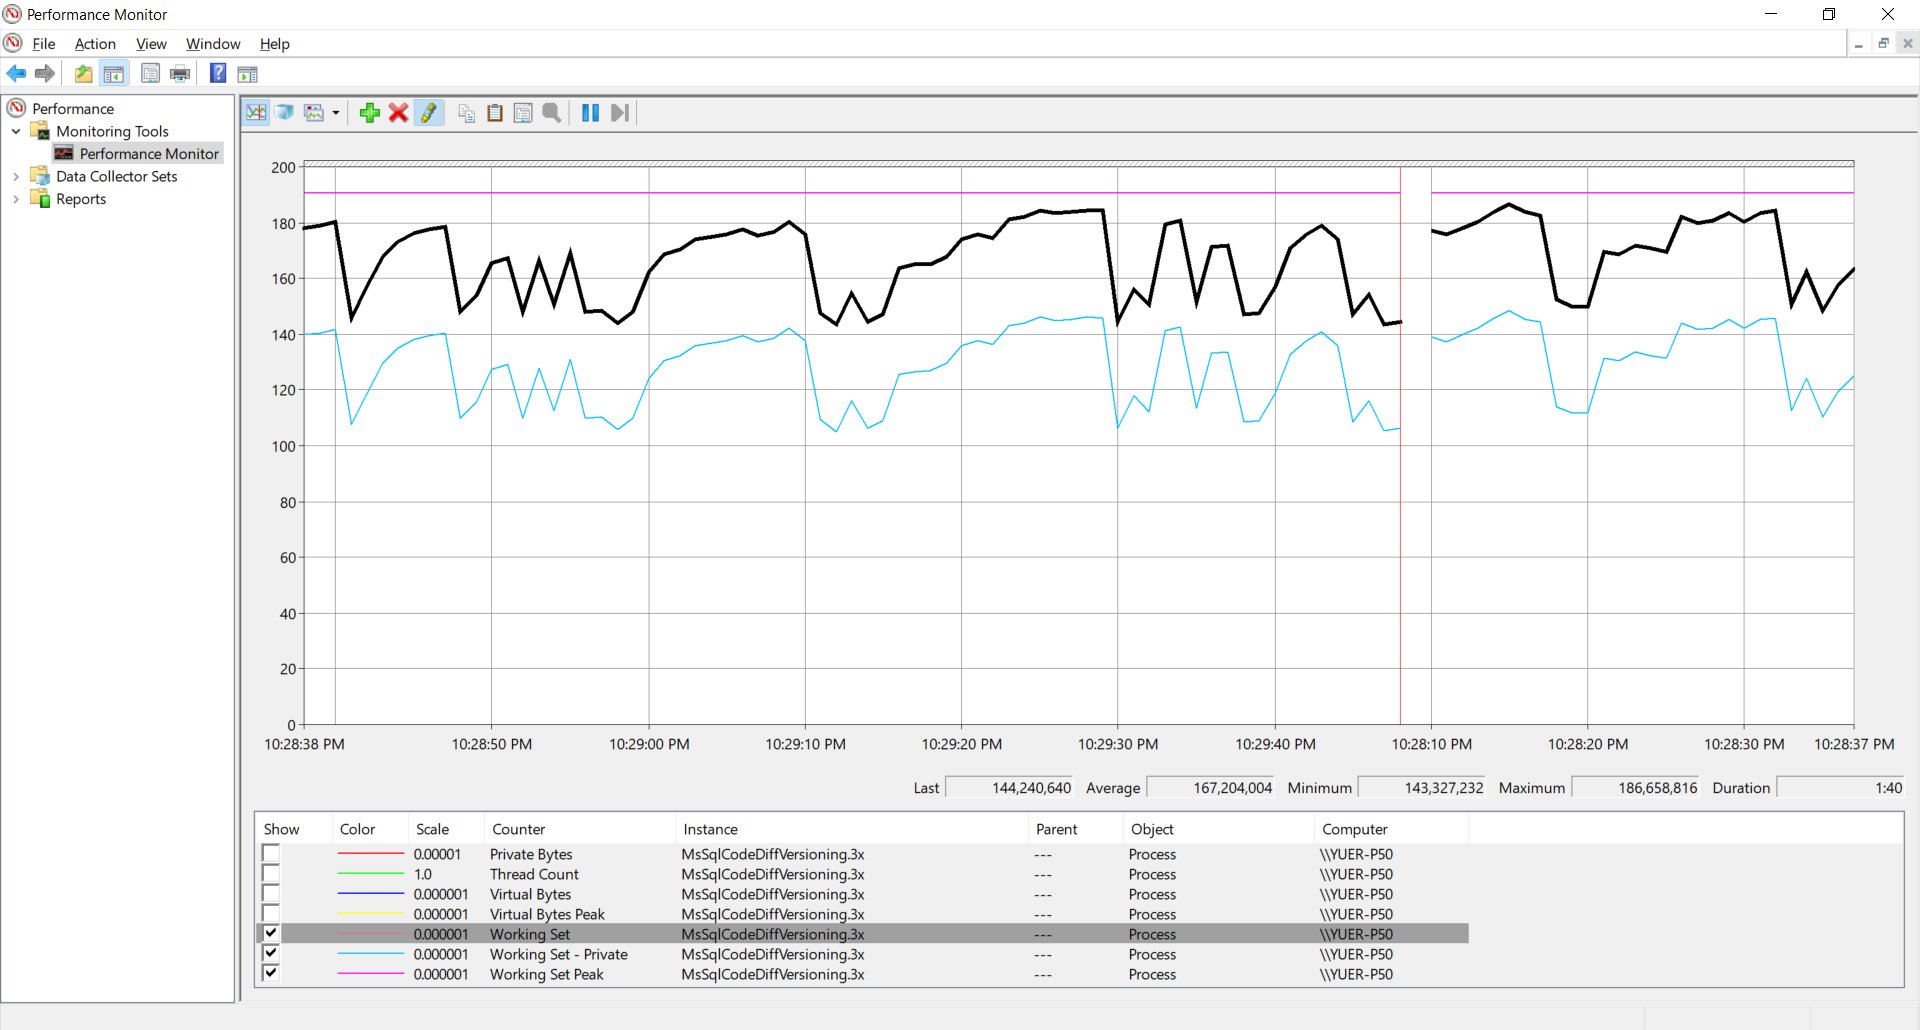 Performance Monitor
File Action View Window Help
Performance
Monitoring Tools
Performance Monitor
Data Collector Sets
Reports
200
180
160
140
120
100
80
60
40
20
0
10:28:38 PM 10:28:50 PM 10:29:00 PM 10:29:10 PM 10:29:20 PM 10:29:30 PM 10:29:40 PM 10:28:10 PM 10:28:20 PM 10:28:30 PM 10:28:37 PM
Last 144,240,640 Average 167,204,004 Minimum 143,327,232 Maximum 186,658,816 Duration 1:40
Show Color Scale Counter Instance Parent Object Computer
0.00001 Private Bytes MsSqlCodeDiffVersioning.3x --- Process \\YUER-P50
1.0 Thread Count MsSqlCodeDiffVersioning.3x --- Process \\YUER-P50
0.000001 Virtual Bytes MsSqlCodeDiffVersioning.3x --- Process \\YUER-P50
0.000001 Virtual Bytes Peak MsSqlCodeDiffVersioning.3x --- Process \\YUER-P50
0.000001 Working Set MsSqlCodeDiffVersioning.3x --- Process \\YUER-P50
0.000001 Working Set - Private MsSqlCodeDiffVersioning.3x --- Process \\YUER-P50
0.000001 Working Set Peak MsSqlCodeDiffVersioning.3x --- Process \\YUER-P50